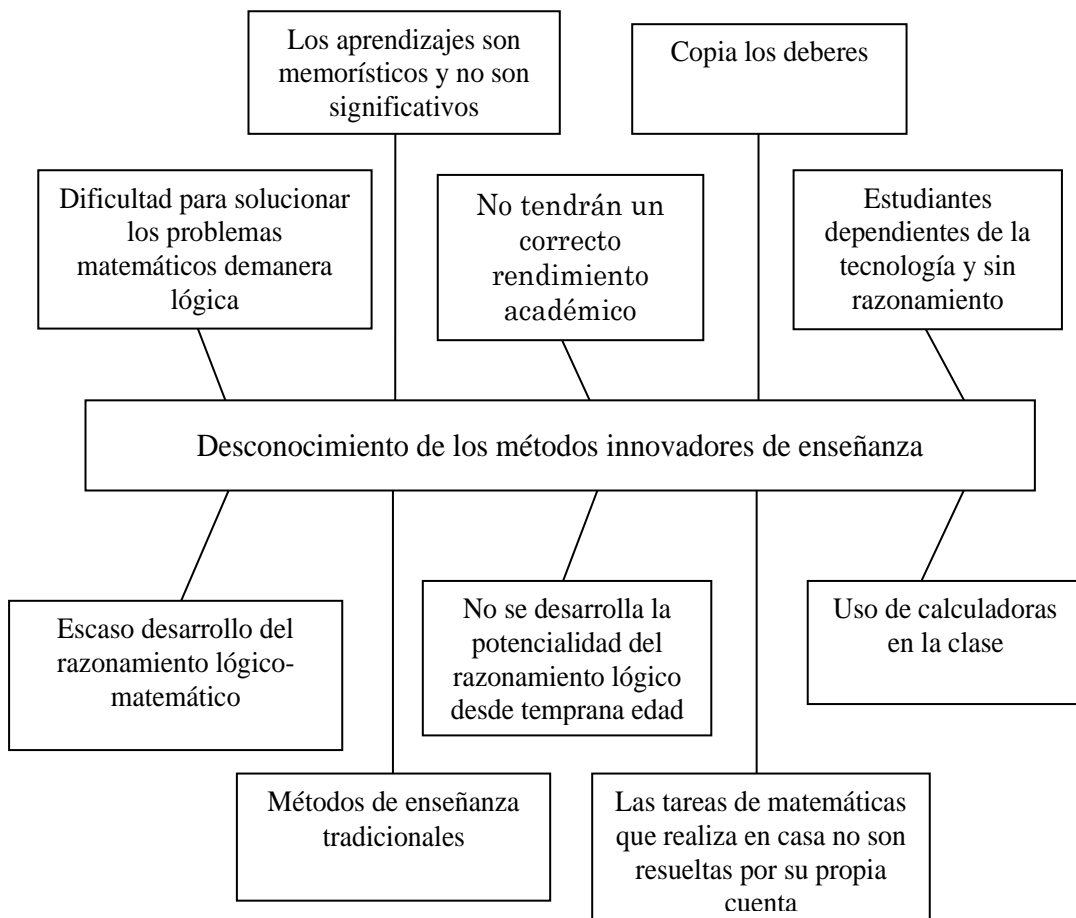 Los aprendizajes son
memorísticos y no son
significativos
Copia los deberes
Dificultad para solucionar
los problemas
matemáticos demanera
lógica
No tendrán un
correcto
rendimiento
académico
Estudiantes
dependientes de la
tecnología y sin
razonamiento
Desconocimiento de los métodos innovadores de enseñanza
Escaso desarrollo del
razonamiento lógico-
matemático
No se desarrolla la
potencialidad del
razonamiento lógico
desde temprana edad
Uso de calculadoras
en la clase
Métodos de enseñanza
tradicionales
Las tareas de matemáticas
que realiza en casa no son
resueltas por su propia
cuenta